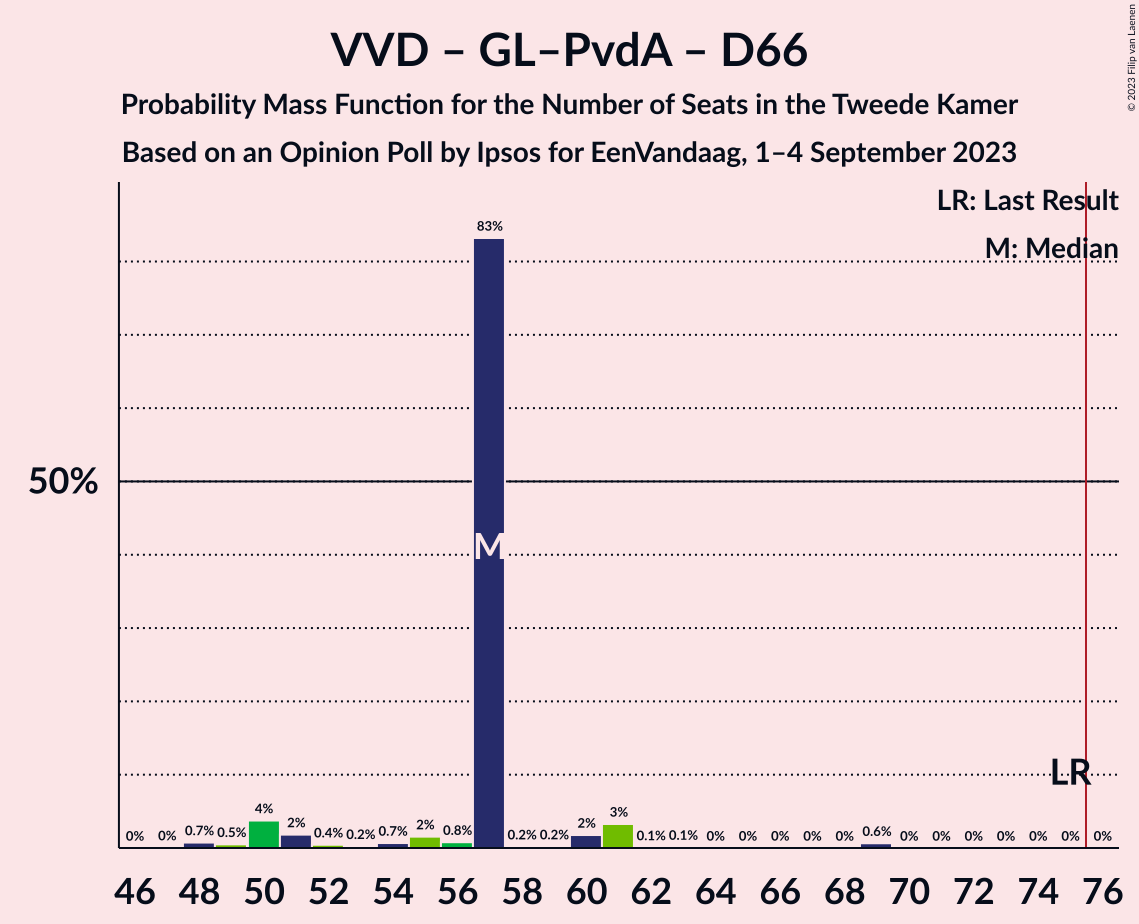 VVD – GL–PvdA – D66
Probability Mass Function for the Number of Seats in the Tweede Kamer
Based on an Opinion Poll by Ipsos for EenVandaag, 1–4 September 2023
© 2023 Filip van Laenen
LR: Last Result
M: Median
83%
50%
M
LR
0% 0% 0.7% 0.5% 4% 2% 0.4% 0.2% 0.7% 2% 0.8% 0.2% 0.2% 2% 3% 0.1% 0.1% 0% 0% 0% 0% 0% 0.6% 0% 0% 0% 0% 0% 0% 0%
46 48 50 52 54 56 58 60 62 64 66 68 70 72 74 76